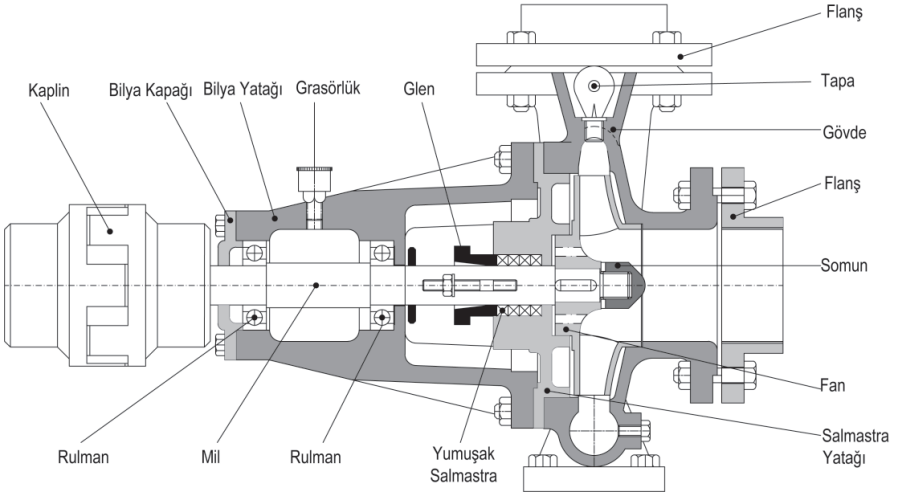 Flanş
Kaplin
Bilya Kapağı
Bilya Yatağı
Grasörlük
Glen
Tapa
Gövde
Flanş
Somun
Fan
Rulman
Mil
Rulman
Yumuşak
Salmastra
Salmastra
Yatağı